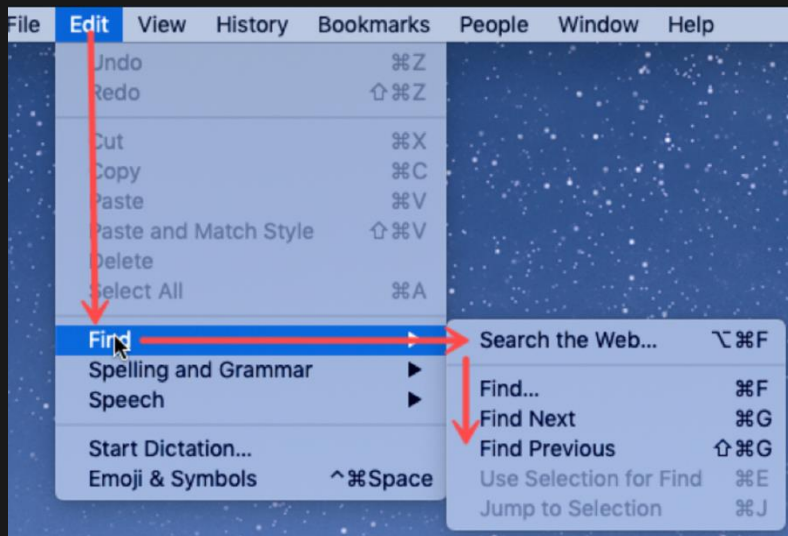 File Edit View History Bookmarks People Window Help
Undo ⌘Z
Redo ⇧⌘Z
Cut ⌘X
Copy ⌘C
Paste ⌘V
Paste and Match Style ⇧⌘V
Delete
Select All ⌘A
Find ▶
Spelling and Grammar ▶
Speech ▶
Start Dictation...
Emoji & Symbols ^⌘Space
Search the Web... ⌥⌘F
Find... ⌘F
Find Next ⌘G
Find Previous ⇧⌘G
Use Selection for Find ⌘E
Jump to Selection ⌘J